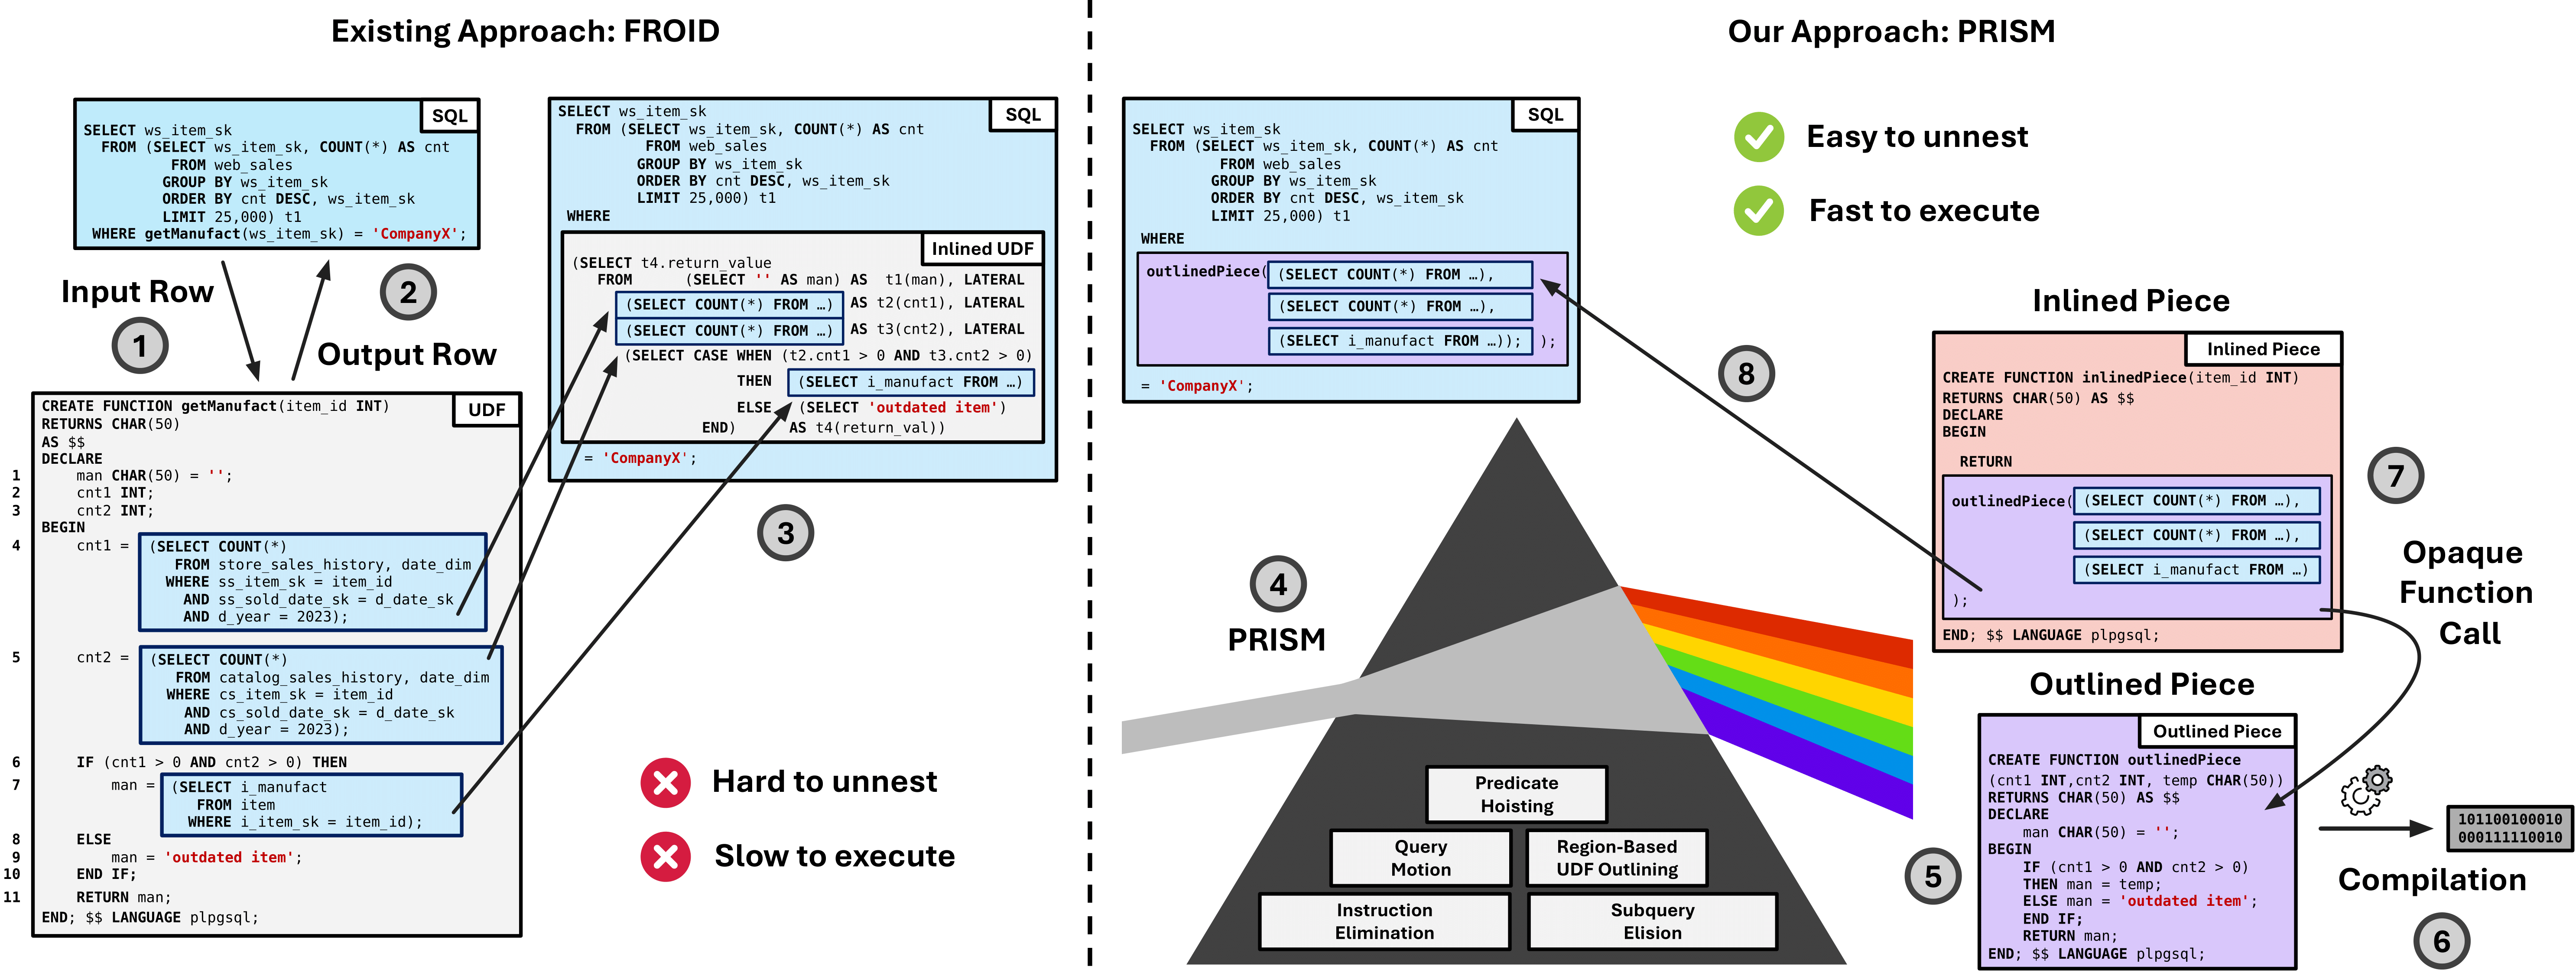 Existing Approach: FROID
SQL
SELECT ws_item_sk
FROM (SELECT ws_item_sk, COUNT(*) AS cnt
FROM web_sales
GROUP BY ws_item_sk
ORDER BY cnt DESC, ws_item_sk
LIMIT 25,000) t1
WHERE getManufact(ws_item_sk) = 'CompanyX';
Input Row
1
2
Output Row
UDF
CREATE FUNCTION getManufact(item_id INT)
RETURNS CHAR(50)
AS $$
DECLARE
1 man CHAR(50) = '';
2 cnt1 INT;
3 cnt2 INT;
BEGIN
4 cnt1 = (SELECT COUNT(*)
FROM store_sales_history, date_dim
WHERE ss_item_sk = item_id
AND ss_sold_date_sk = d_date_sk
AND d_year = 2023);
5 cnt2 = (SELECT COUNT(*)
FROM catalog_sales_history, date_dim
WHERE cs_item_sk = item_id
AND cs_sold_date_sk = d_date_sk
AND d_year = 2023);
6 IF (cnt1 > 0 AND cnt2 > 0) THEN
7 man = (SELECT i_manufact
FROM item
WHERE i_item_sk = item_id);
8 ELSE
9 man = 'outdated item';
10 END IF;
11 RETURN man;
END; $$ LANGUAGE plpgsql;
SQL
SELECT ws_item_sk
FROM (SELECT ws_item_sk, COUNT(*) AS cnt
FROM web_sales
GROUP BY ws_item_sk
ORDER BY cnt DESC, ws_item_sk
LIMIT 25,000) t1
WHERE
Inlined UDF
(SELECT t4.return_value
FROM (SELECT '' AS man) AS t1(man), LATERAL
(SELECT COUNT(*) FROM …) AS t2(cnt1), LATERAL
(SELECT COUNT(*) FROM …) AS t3(cnt2), LATERAL
(SELECT CASE WHEN (t2.cnt1 > 0 AND t3.cnt2 > 0)
THEN (SELECT i_manufact FROM …)
ELSE (SELECT 'outdated item')
END) AS t4(return_val))
= 'CompanyX';
3
Hard to unnest
Slow to execute
Our Approach: PRISM
SQL
SELECT ws_item_sk
FROM (SELECT ws_item_sk, COUNT(*) AS cnt
FROM web_sales
GROUP BY ws_item_sk
ORDER BY cnt DESC, ws_item_sk
LIMIT 25,000) t1
WHERE
outlinedPiece( (SELECT COUNT(*) FROM …),
(SELECT COUNT(*) FROM …),
(SELECT i_manufact FROM …)); );
= 'CompanyX';
Easy to unnest
Fast to execute
8
4
PRISM
Predicate
Hoisting
Query
Motion
Region-Based
UDF Outlining
Instruction
Elimination
Subquery
Elision
Inlined Piece
Inlined Piece
CREATE FUNCTION inlinedPiece(item_id INT)
RETURNS CHAR(50) AS $$
DECLARE
BEGIN
RETURN
outlinedPiece( (SELECT COUNT(*) FROM …),
(SELECT COUNT(*) FROM …),
(SELECT i_manufact FROM …)
);
END; $$ LANGUAGE plpgsql;
7
Opaque
Function
Call
Outlined Piece
Outlined Piece
CREATE FUNCTION outlinedPiece
(cnt1 INT,cnt2 INT, temp CHAR(50))
RETURNS CHAR(50) AS $$
DECLARE
man CHAR(50) = '';
BEGIN
IF (cnt1 > 0 AND cnt2 > 0)
THEN man = temp;
ELSE man = 'outdated item';
END IF;
RETURN man;
END; $$ LANGUAGE plpgsql;
5
101100100010
000111110010
Compilation
6